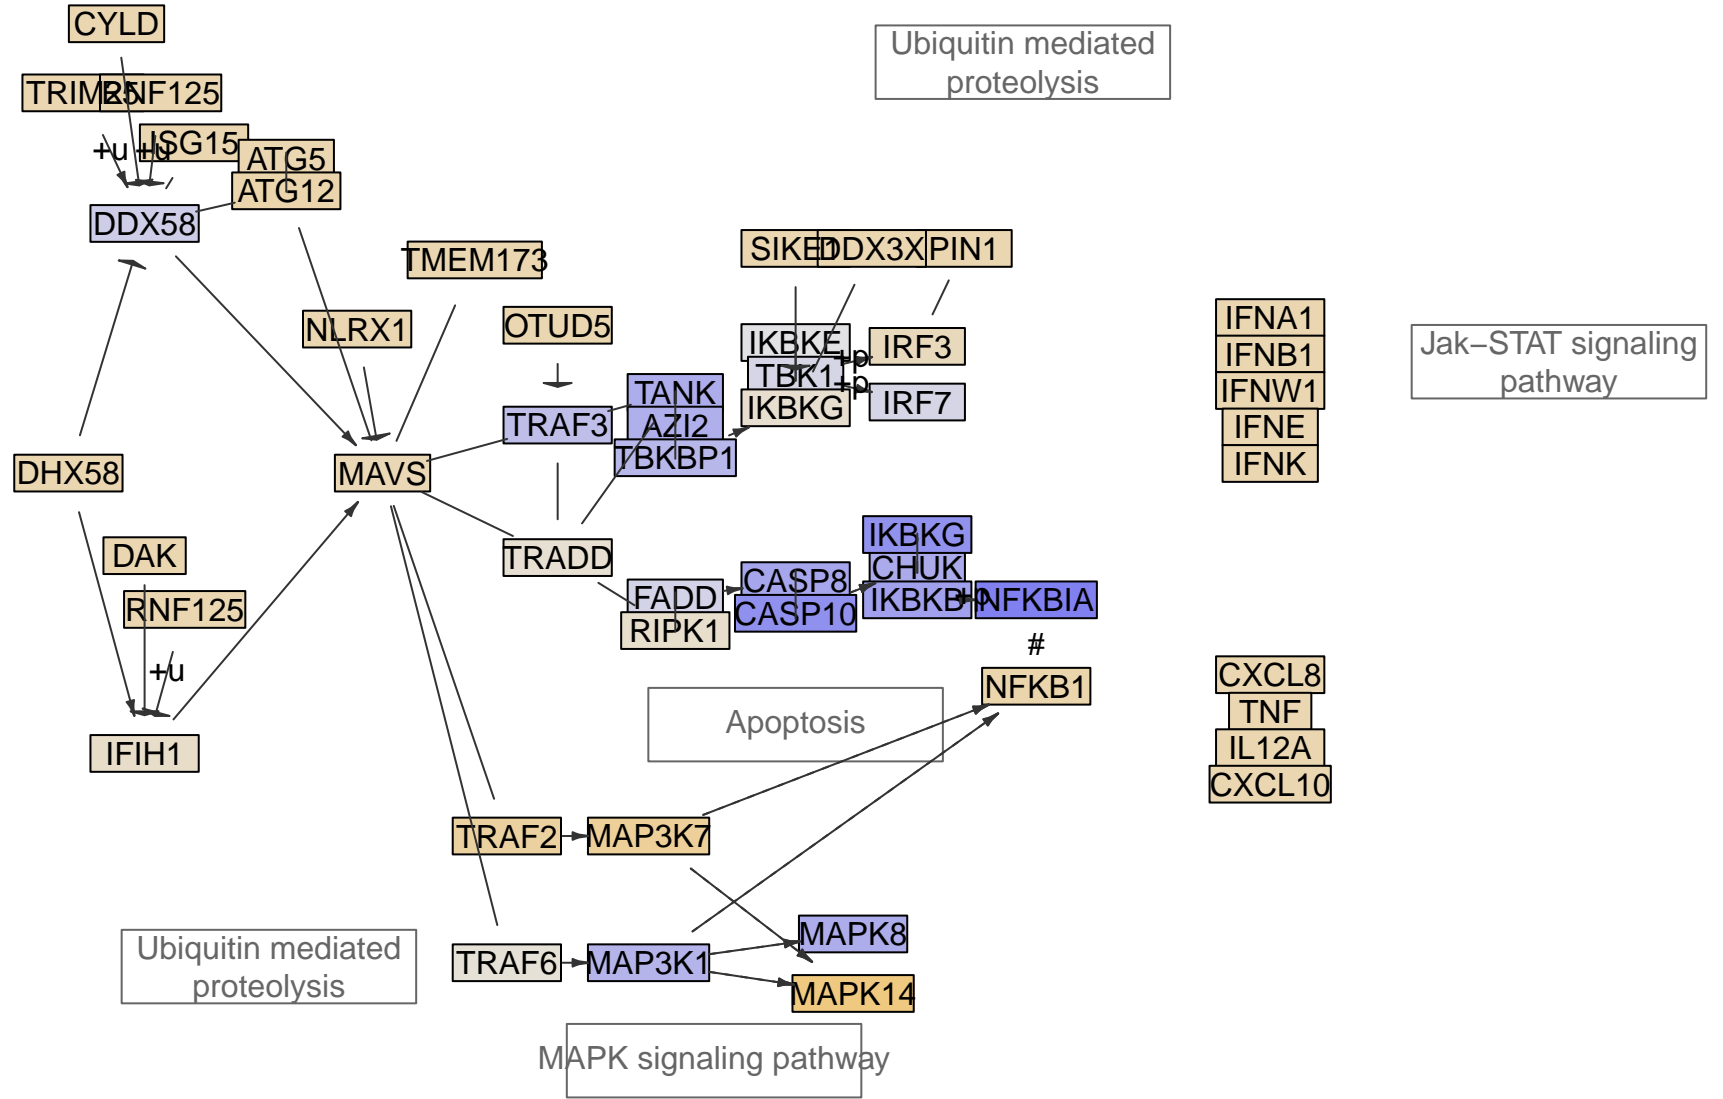 CYLD
Ubiquitin mediated
proteolysis
TRIM25
RNF125
ISG15
+u
+u
ATG5
ATG12
DDX58
TMEM173
SIKE1
DDX3X
PIN1
NLRX1
OTUD5
IKBKE
TBK1
IKBKG
+p
+p
IRF3
IRF7
IFNA1
IFNB1
IFNW1
IFNE
IFNK
Jak−STAT signaling
pathway
TRAF3
TANK
AZI2
TBKBP1
DHX58
MAVS
DAK
RNF125
+u
IFIH1
TRADD
FADD
RIPK1
CASP8
CASP10
IKBKG
CHUK
IKBKB
+p
NFKBIA
#
NFKB1
CXCL8
TNF
IL12A
CXCL10
Apoptosis
TRAF2
MAP3K7
TRAF6
MAP3K1
MAPK8
MAPK14
Ubiquitin mediated
proteolysis
MAPK signaling pathway